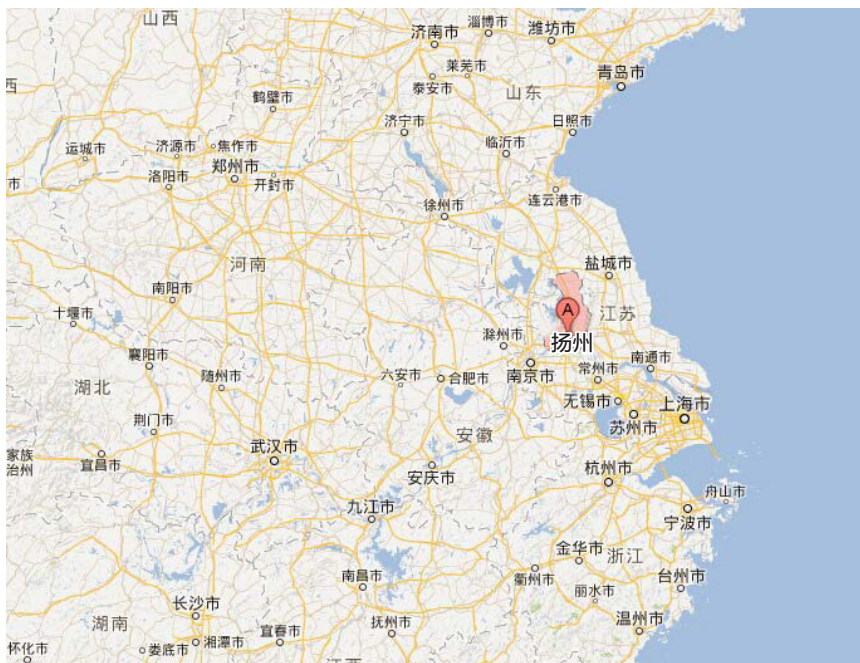 山西
淄博市
潍坊市
济南市
莱芜市
青岛市
西
泰安市
山东
鹤壁市
济宁市
日照市
临沂市
运城市
济源市
焦作市
郑州市
洛阳市
开封市
市
连云港市
徐州市
河南
盐城市
南阳市
A
江苏
十堰市
滁州市
扬州
襄阳市
南通市
随州市
六安市
合肥市
南京市
常州市
湖北
无锡市
上海市
荆门市
苏州市
安徽
家族
治州
宜昌市
武汉市
杭州市
安庆市
舟山市
九江市
宁波市
金华市
浙江
南昌市
衢州市
丽水市
台州市
长沙市
湖南
抚州市
温州市
宜春市
湘潭市
娄底市
怀化市
江西